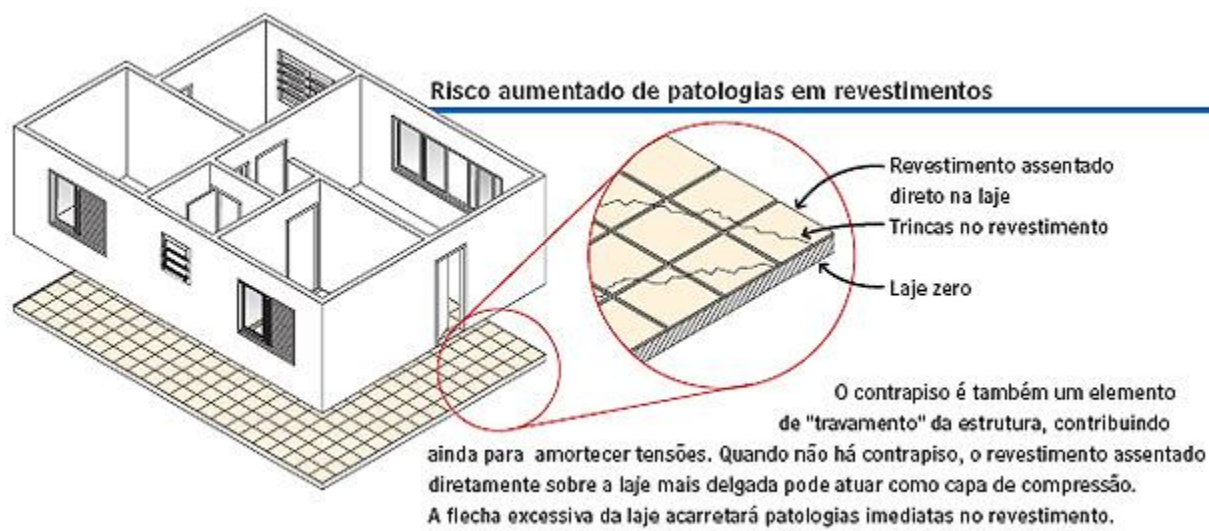 Risco aumentado de patologias em revestimentos
Revestimento assentado
direto na laje
Trincas no revestimento
Laje zero
O contrapiso é também um elemento
de "travamento" da estrutura, contribuindo
ainda para amortecer tensões. Quando não há contrapiso, o revestimento assentado
diretamente sobre a laje mais delgada pode atuar como capa de compressão.
A flecha excessiva da laje acarretará patologias imediatas no revestimento.